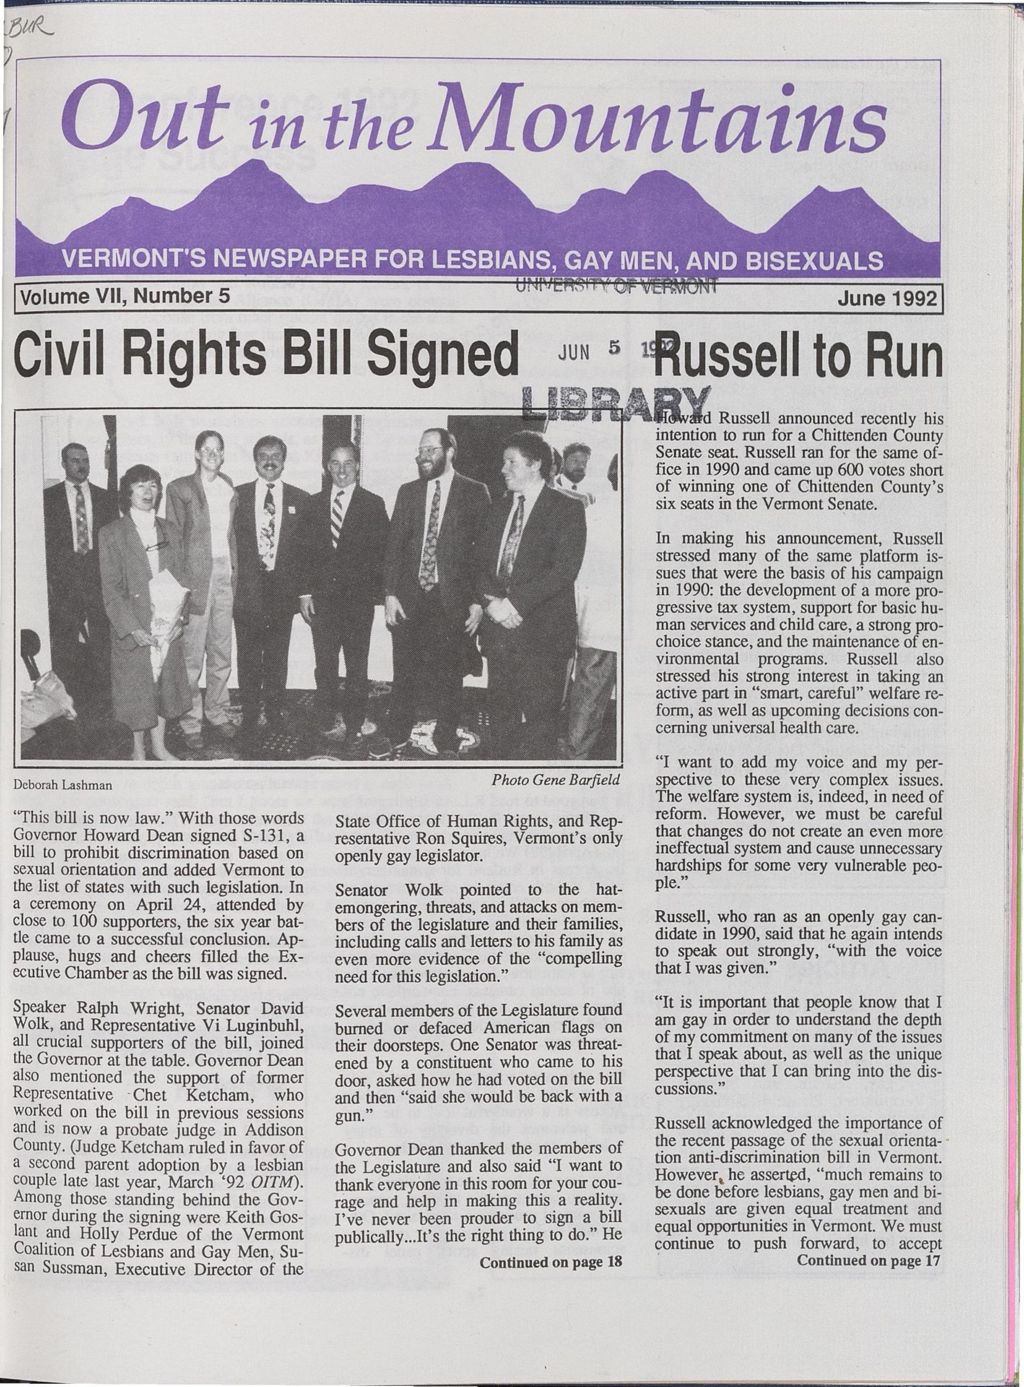 BUR
Out in the Mountains
VERMONT'S NEWSPAPER FOR LESBIANS, GAY MEN, AND BISEXUALS
UNIVERSITY OF VERMONT
Volume VII, Number 5
June 1992
JUN 5 1992
LIBRARY
Civil Rights Bill Signed
Deborah Lashman
Photo Gene Barfield
“This bill is now law.” With those words
Governor Howard Dean signed S-131, a
bill to prohibit discrimination based on
sexual orientation and added Vermont to
the list of states with such legislation. In
a ceremony on April 24, attended by
close to 100 supporters, the six year bat-
tle came to a successful conclusion. Ap-
plause, hugs and cheers filled the Ex-
ecutive Chamber as the bill was signed.
Speaker Ralph Wright, Senator David
Wolk, and Representative Vi Luginbuhl,
all crucial supporters of the bill, joined
the Governor at the table. Governor Dean
also mentioned the support of former
Representative Chet Ketcham, who
worked on the bill in previous sessions
and is now a probate judge in Addison
County. (Judge Ketcham ruled in favor of
a second parent adoption by a lesbian
couple late last year, March ‘92 OITM).
Among those standing behind the Gov-
ernor during the signing were Keith Gos-
lant and Holly Perdue of the Vermont
Coalition of Lesbians and Gay Men, Su-
san Sussman, Executive Director of the
State Office of Human Rights, and Rep-
resentative Ron Squires, Vermont’s only
openly gay legislator.
Senator Wolk pointed to the hat-
emongering, threats, and attacks on mem-
bers of the legislature and their families,
including calls and letters to his family as
even more evidence of the “compelling
need for this legislation.”
Several members of the Legislature found
burned or defaced American flags on
their doorsteps. One Senator was threat-
ened by a constituent who came to his
door, asked how he had voted on the bill
and then “said she would be back with a
gun.”
Governor Dean thanked the members of
the Legislature and also said “I want to
thank everyone in this room for your cou-
rage and help in making this a reality.
I’ve never been prouder to sign a bill
publically...It’s the right thing to do.” He
Continued on page 18
Russell to Run
Howard Russell announced recently his
intention to run for a Chittenden County
Senate seat. Russell ran for the same of-
fice in 1990 and came up 600 votes short
of winning one of Chittenden County’s
six seats in the Vermont Senate.
In making his announcement, Russell
stressed many of the same platform is-
sues that were the basis of his campaign
in 1990: the development of a more pro-
gressive tax system, support for basic hu-
man services and child care, a strong pro-
choice stance, and the maintenance of en-
vironmental programs. Russell also
stressed his strong interest in taking an
active part in “smart, careful” welfare re-
form, as well as upcoming decisions con-
cerning universal health care.
“I want to add my voice and my per-
spective to these very complex issues.
The welfare system is, indeed, in need of
reform. However, we must be careful
that changes do not create an even more
ineffectual system and cause unnecessary
hardships for some very vulnerable peo-
ple.”
Russell, who ran as an openly gay can-
didate in 1990, said that he again intends
to speak out strongly, “with the voice
that I was given.”
“It is important that people know that I
am gay in order to understand the depth
of my commitment on many of the issues
that I speak about, as well as the unique
perspective that I can bring into the dis-
cussions.”
Russell acknowledged the importance of
the recent passage of the sexual orienta-
tion anti-discrimination bill in Vermont.
However, he asserted, “much remains to
be done before lesbians, gay men and bi-
sexuals are given equal treatment and
equal opportunities in Vermont. We must
continue to push forward, to accept
Continued on page 17